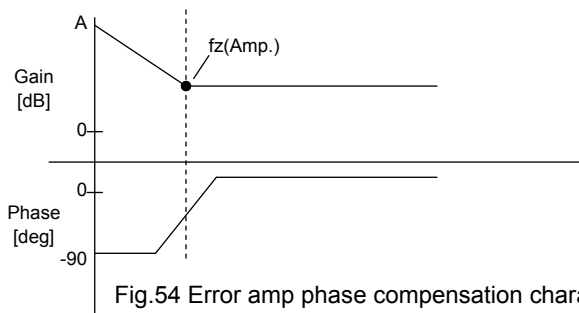 A
fz(Amp.)
Gain
[dB]
0
0
Phase
[deg]
-90
Fig.54 Error amp phase compensation chara